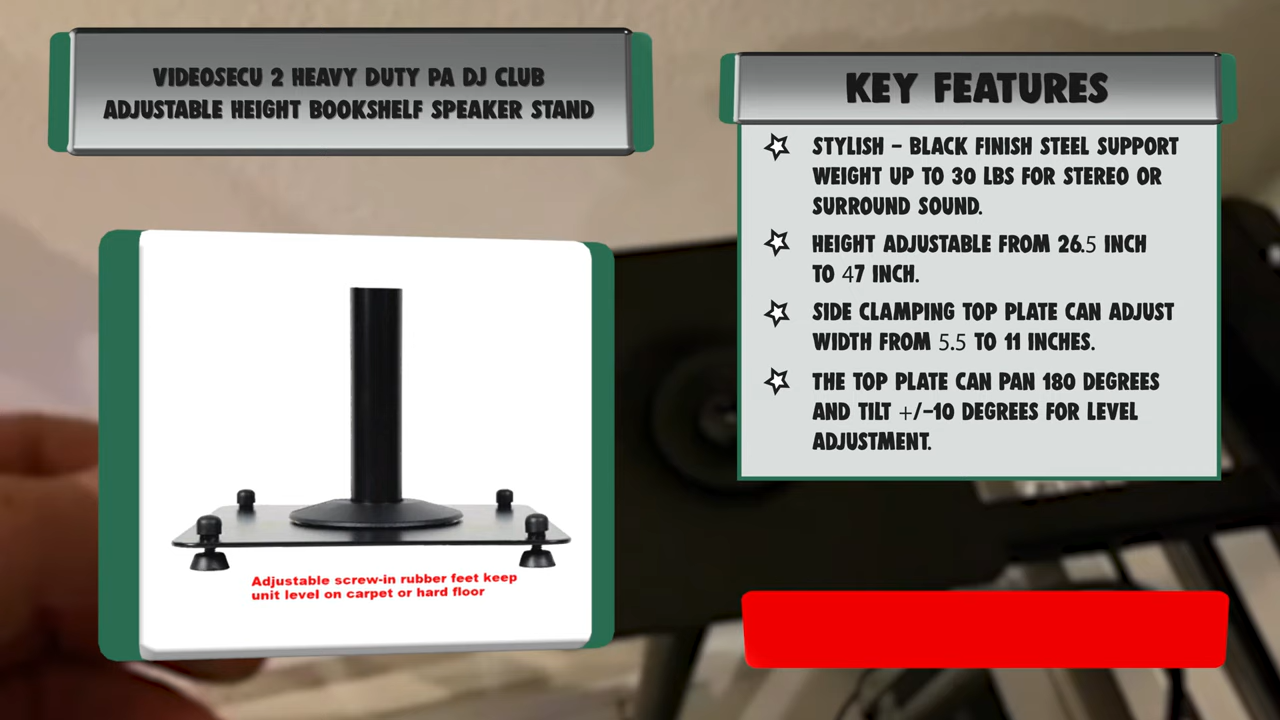 VIDEOSECU 2 HEAVY DUTY PA DJ CLUB
ADJUSTABLE HEIGHT BOOKSHELF SPEAKER STAND
Adjustable screw-in rubber feet keep
unit level on carpet or hard floor
KEY FEATURES
STYLISH – BLACK FINISH STEEL SUPPORT
WEIGHT UP TO 30 LBS FOR STEREO OR
SURROUND SOUND.
HEIGHT ADJUSTABLE FROM 26.5 INCH
TO 47 INCH.
SIDE CLAMPING TOP PLATE CAN ADJUST
WIDTH FROM 5.5 TO 11 INCHES.
THE TOP PLATE CAN PAN 180 DEGREES
AND TILT +/-10 DEGREES FOR LEVEL
ADJUSTMENT.